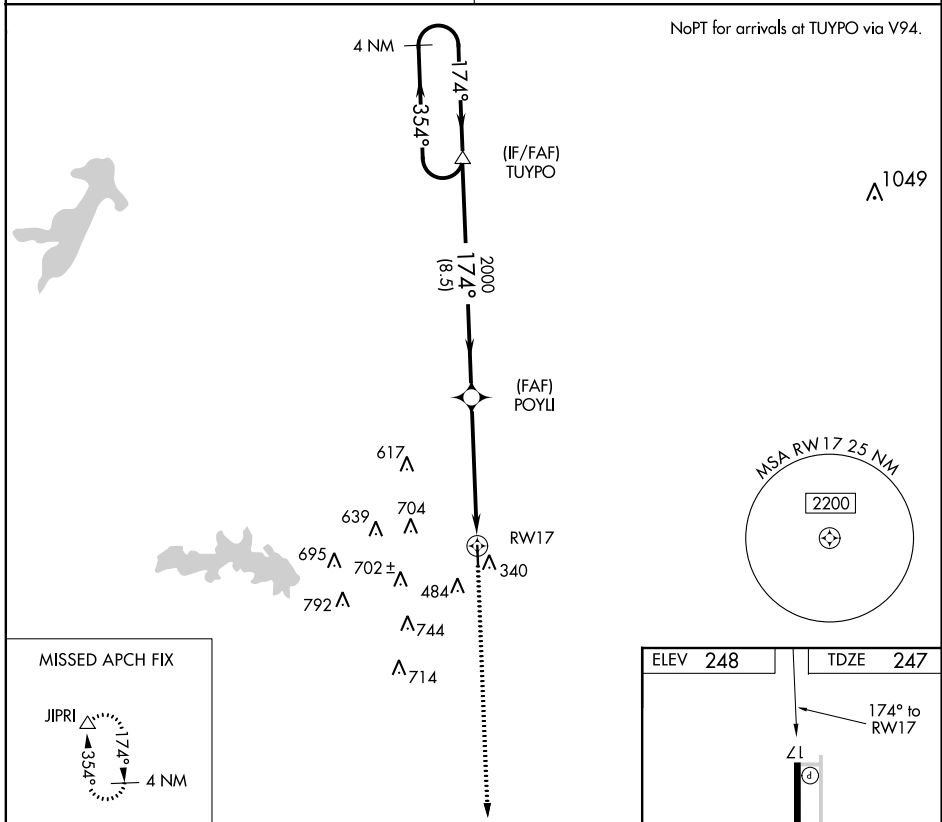 NoPT for arrivals at TUYPO via V94.
4 NM
174°
354°
(IF/FAF)
TUYPO
1049
2000
174°
(8.5)
(FAF)
POYLI
617
704
639
695
702±
792
484
340
RW17
744
714
MSA RW17 25 NM
2200
MISSED APCH FIX
JIPRI
174°
354°
4 NM
ELEV 248
TDZE 247
174° to
RW17
17
P